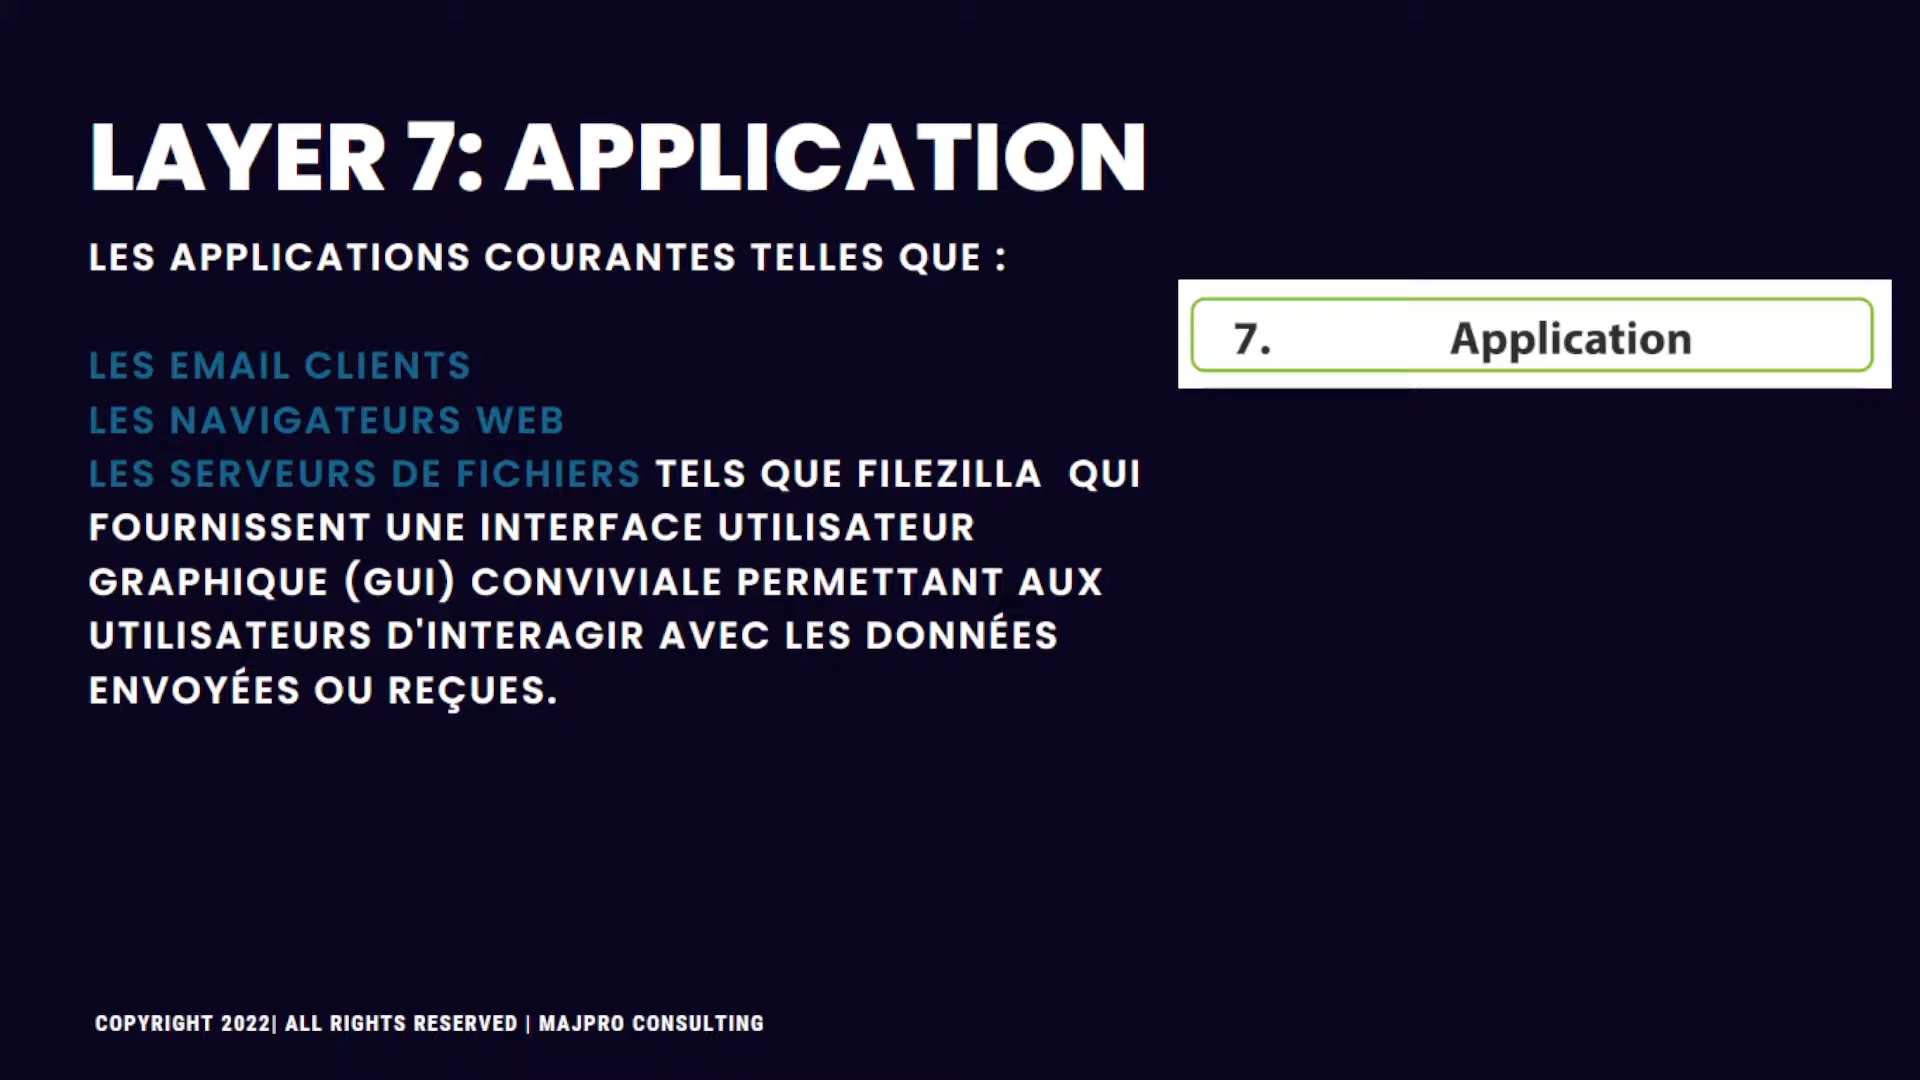 LAYER 7: APPLICATION
LES APPLICATIONS COURANTES TELLES QUE :
7. Application
LES EMAIL CLIENTS
LES NAVIGATEURS WEB
LES SERVEURS DE FICHIERS TELS QUE FILEZILLA QUI
FOURNISSENT UNE INTERFACE UTILISATEUR
GRAPHIQUE (GUI) CONVIVIALE PERMETTANT AUX
UTILISATEURS D'INTERAGIR AVEC LES DONNÉES
ENVOYÉES OU REÇUES.
COPYRIGHT 2022| ALL RIGHTS RESERVED | MAJPRO CONSULTING